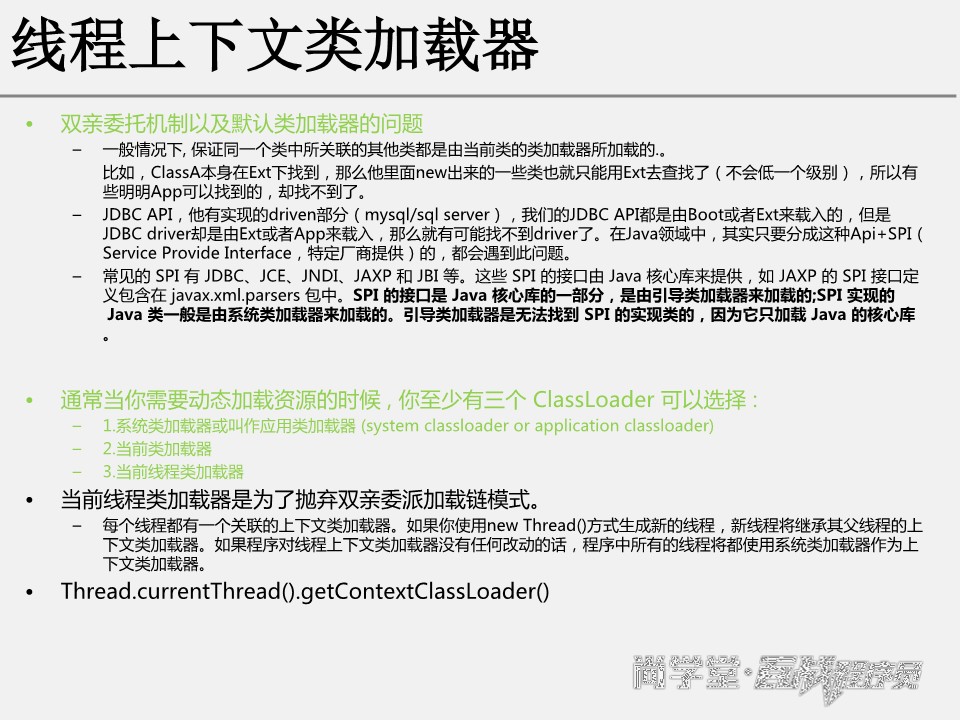 线程上下文类加载器
• 双亲委托机制以及默认类加载器的问题
– 一般情况下, 保证同一个类中所关联的其他类都是由当前类的类加载器所加载的.。
比如，ClassA本身在Ext下找到，那么他里面new出来的一些类也就只能用Ext去查找了（不会低一个级别），所以有
些明明App可以找到的，却找不到了。
– JDBC API，他有实现的driven部分（mysql/sql server），我们的JDBC API都是由Boot或者Ext来载入的，但是
JDBC driver却是由Ext或者App来载入，那么就有可能找不到driver了。在Java领域中，其实只要分成这种Api+SPI（
Service Provide Interface，特定厂商提供）的，都会遇到此问题。
– 常见的 SPI 有 JDBC、JCE、JNDI、JAXP 和 JBI 等。这些 SPI 的接口由 Java 核心库来提供，如 JAXP 的 SPI 接口定
义包含在 javax.xml.parsers 包中。SPI 的接口是 Java 核心库的一部分，是由引导类加载器来加载的;SPI 实现的
Java 类一般是由系统类加载器来加载的。引导类加载器是无法找到 SPI 的实现类的，因为它只加载 Java 的核心库
。
• 通常当你需要动态加载资源的时候 , 你至少有三个 ClassLoader 可以选择：
– 1.系统类加载器或叫作应用类加载器 (system classloader or application classloader)
– 2.当前类加载器
– 3.当前线程类加载器
• 当前线程类加载器是为了抛弃双亲委派加载链模式。
– 每个线程都有一个关联的上下文类加载器。如果你使用new Thread()方式生成新的线程，新线程将继承其父线程的上
下文类加载器。如果程序对线程上下文类加载器没有任何改动的话，程序中所有的线程将都使用系统类加载器作为上
下文类加载器。
• Thread.currentThread().getContextClassLoader()
尚学堂·实战程序员